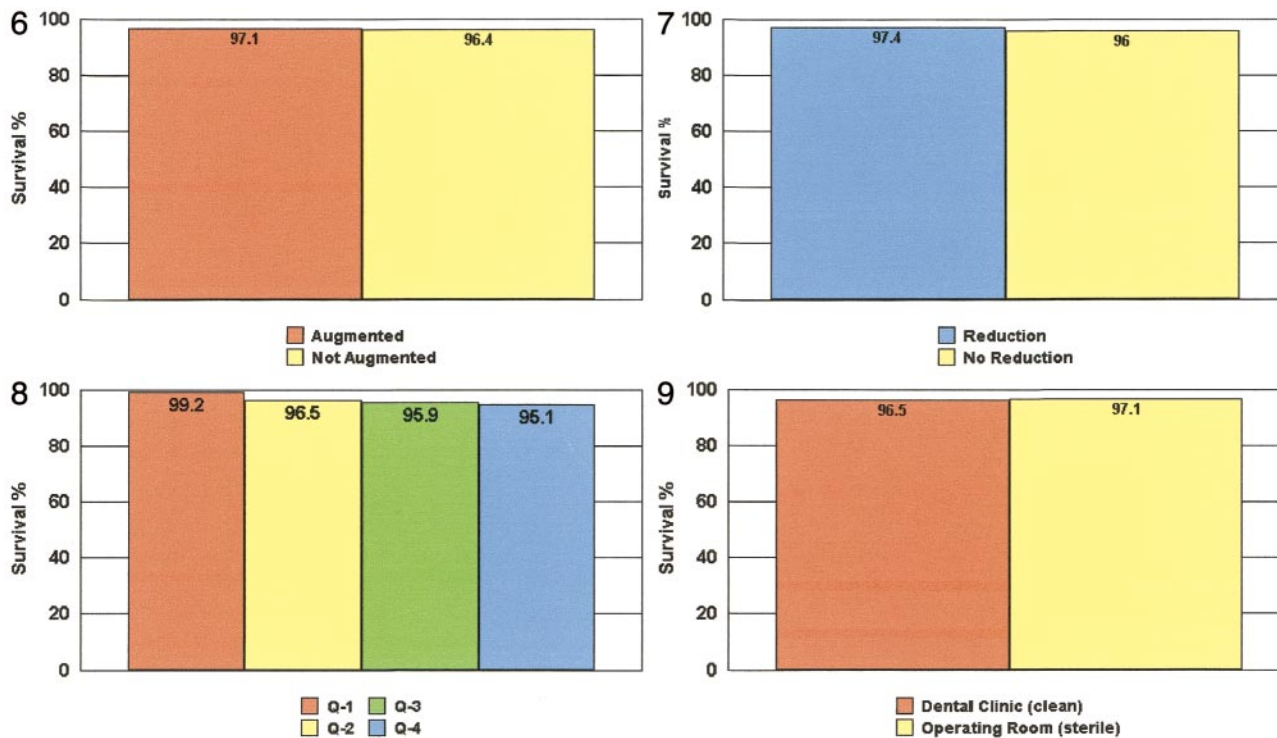 6
Survival %
100
80
60
40
20
0
97.1
96.4
Augmented
Not Augmented
7
Survival %
100
80
60
40
20
0
97.4
96
Reduction
No Reduction
8
Survival %
100
80
60
40
20
0
99.2
96.5
95.9
95.1
Q-1
Q-3
Q-2
Q-4
9
Survival %
100
80
60
40
20
0
96.5
97.1
Dental Clinic (clean)
Operating Room (sterile)